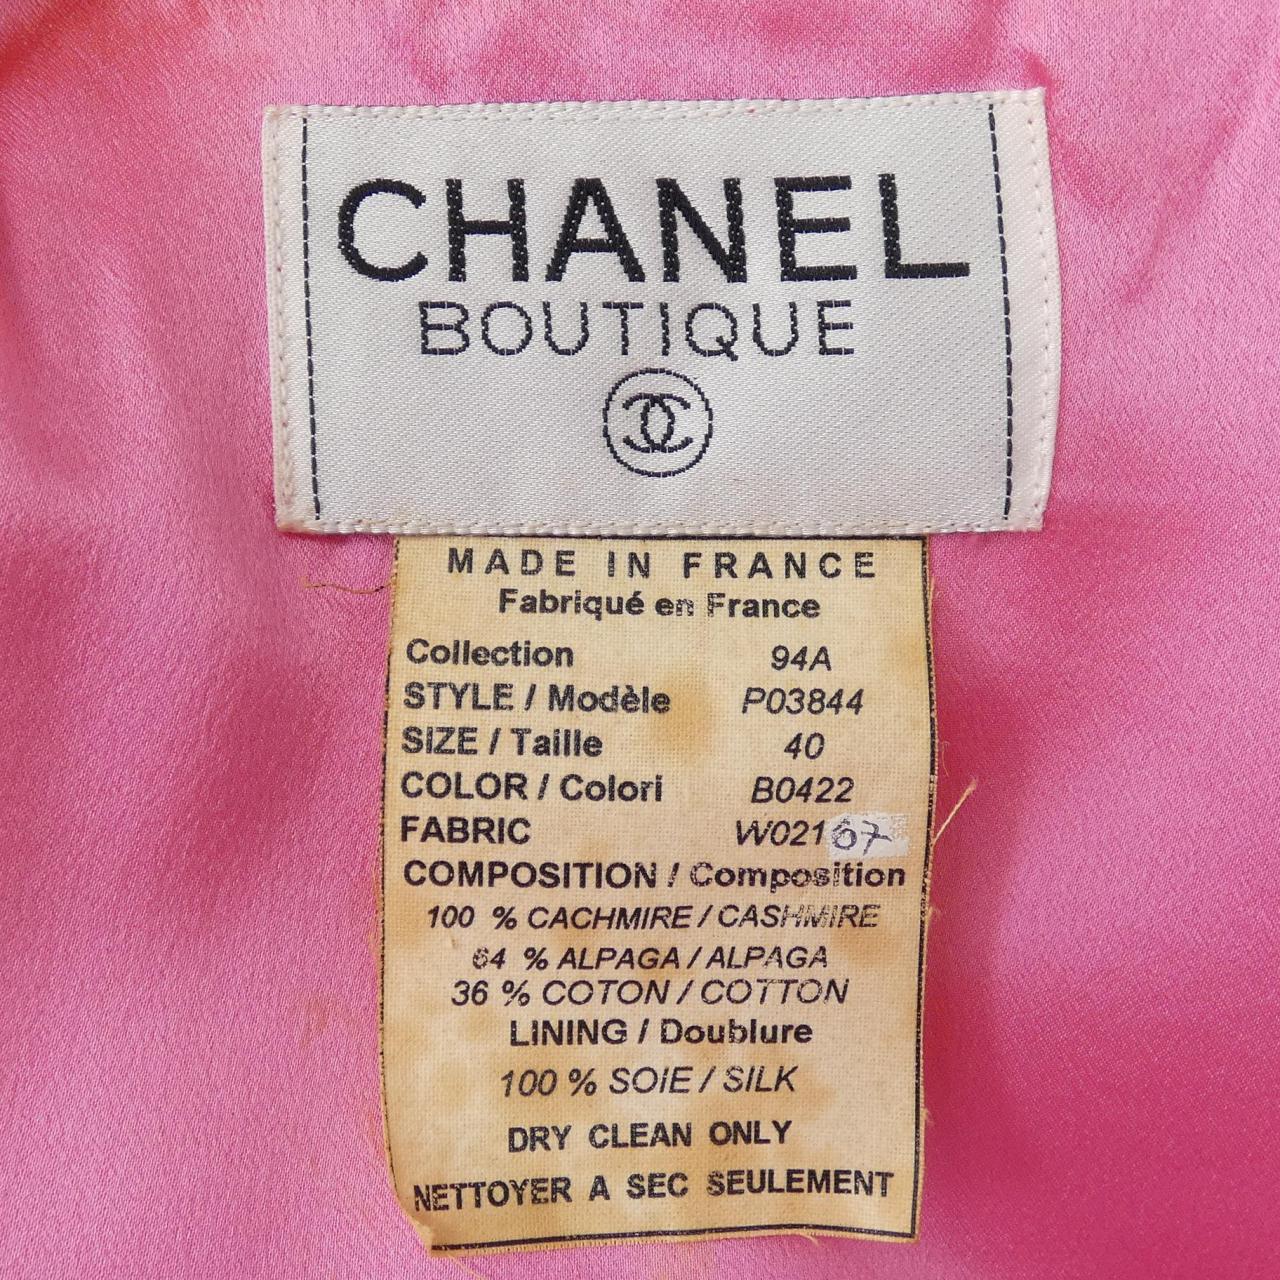 CHANEL
BOUTIQUE
MADE IN FRANCE
Fabriqué en France
Collection 94A
STYLE / Modèle P03844
SIZE / Taille 40
COLOR / Colori B0422
FABRIC W02167
COMPOSITION / Composition
100 % CACHMIRE / CASHMIRE
64 % ALPAGA / ALPAGA
36 % COTON / COTTON
LINING / Doublure
100 % SOIE / SILK
DRY CLEAN ONLY
NETTOYER A SEC SEULEMENT